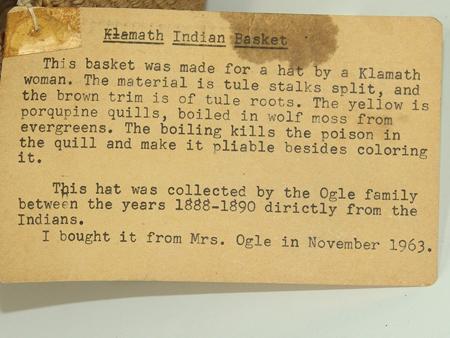 Klamath Indian Basket
This basket was made for a hat by a Klamath
woman. The material is tule stalks split, and
the brown trim is of tule roots. The yellow is
porqupine quills, boiled in wolf moss from
evergreens. The boiling kills the poison in
the quill and make it pliable besides coloring
it.
This hat was collected by the Ogle family
between the years 1888-1890 dirictly from the
Indians.
I bought it from Mrs. Ogle in November 1963.